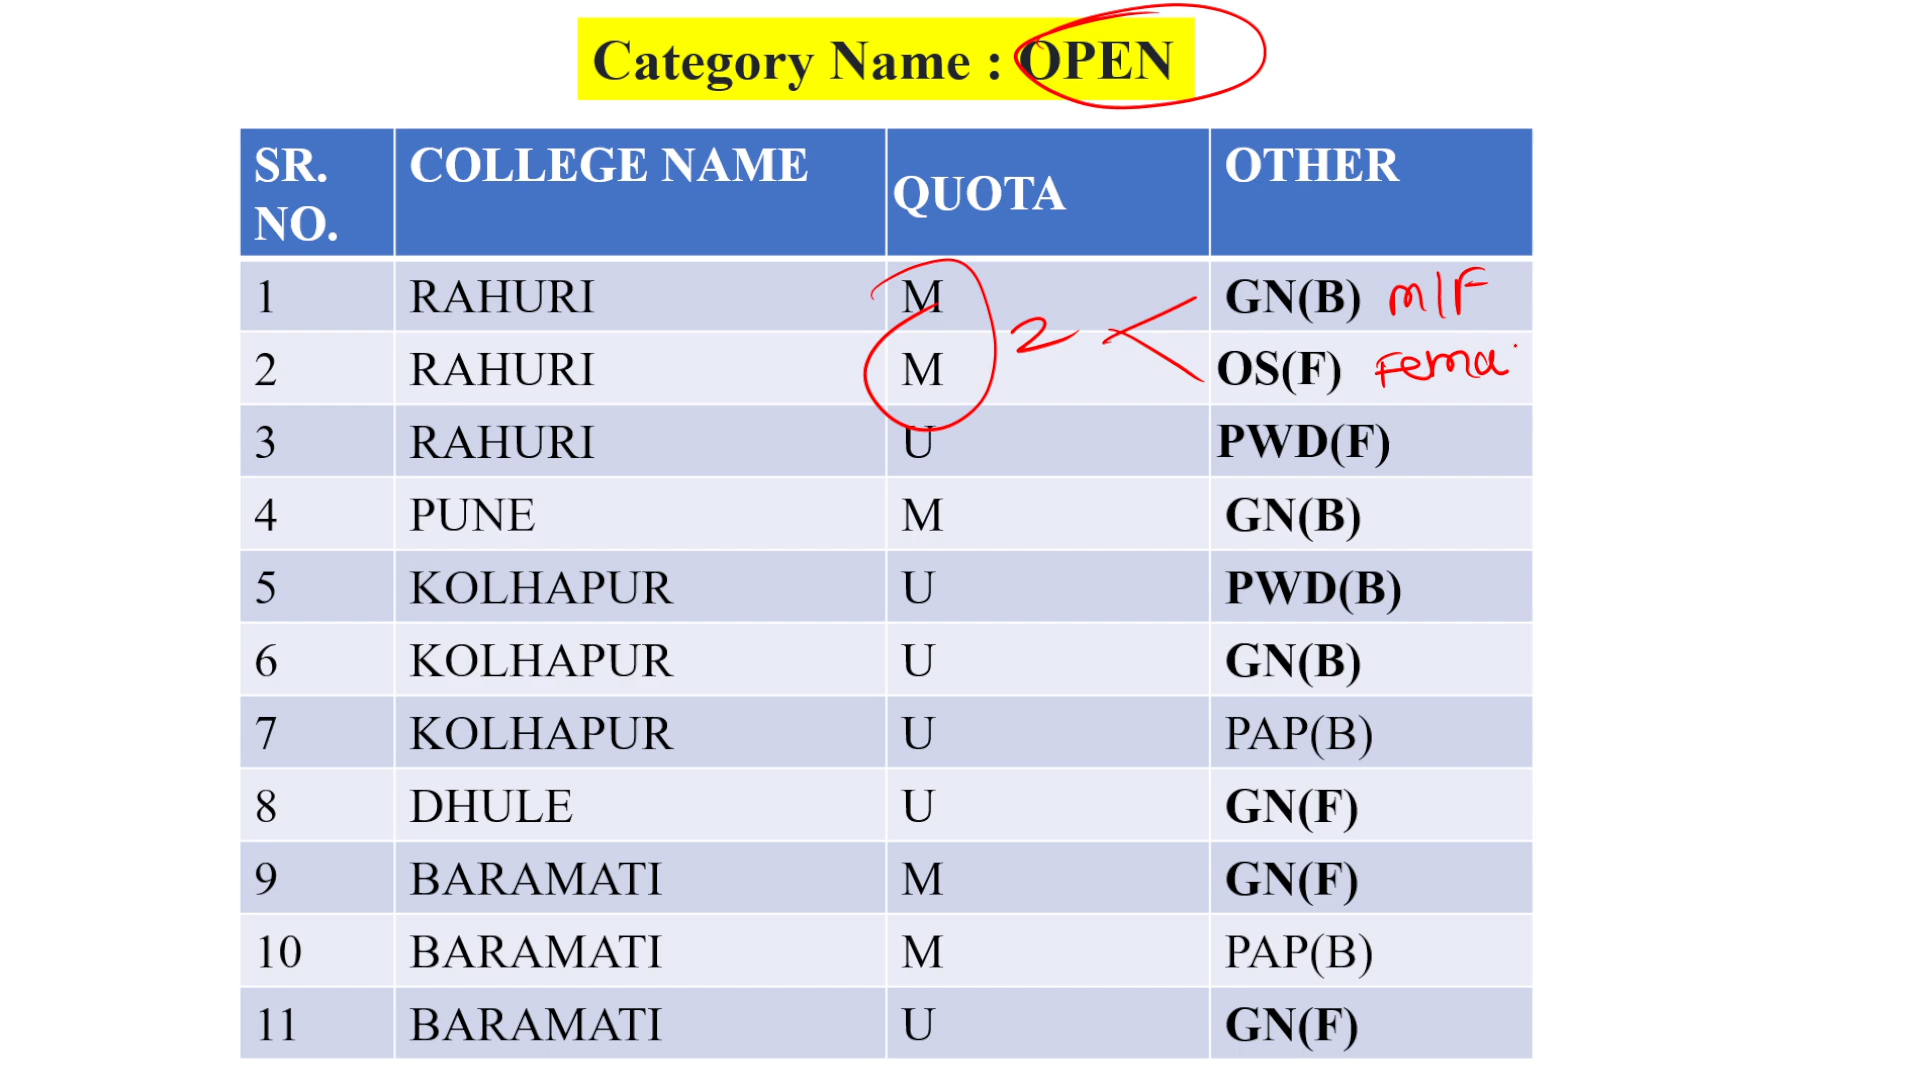 Category Name : OPEN
SR. NO. COLLEGE NAME QUOTA OTHER
1 RAHURI M GN(B) M/F
2
2 RAHURI M OS(F) Fema
3 RAHURI U PWD(F)
4 PUNE M GN(B)
5 KOLHAPUR U PWD(B)
6 KOLHAPUR U GN(B)
7 KOLHAPUR U PAP(B)
8 DHULE U GN(F)
9 BARAMATI M GN(F)
10 BARAMATI M PAP(B)
11 BARAMATI U GN(F)